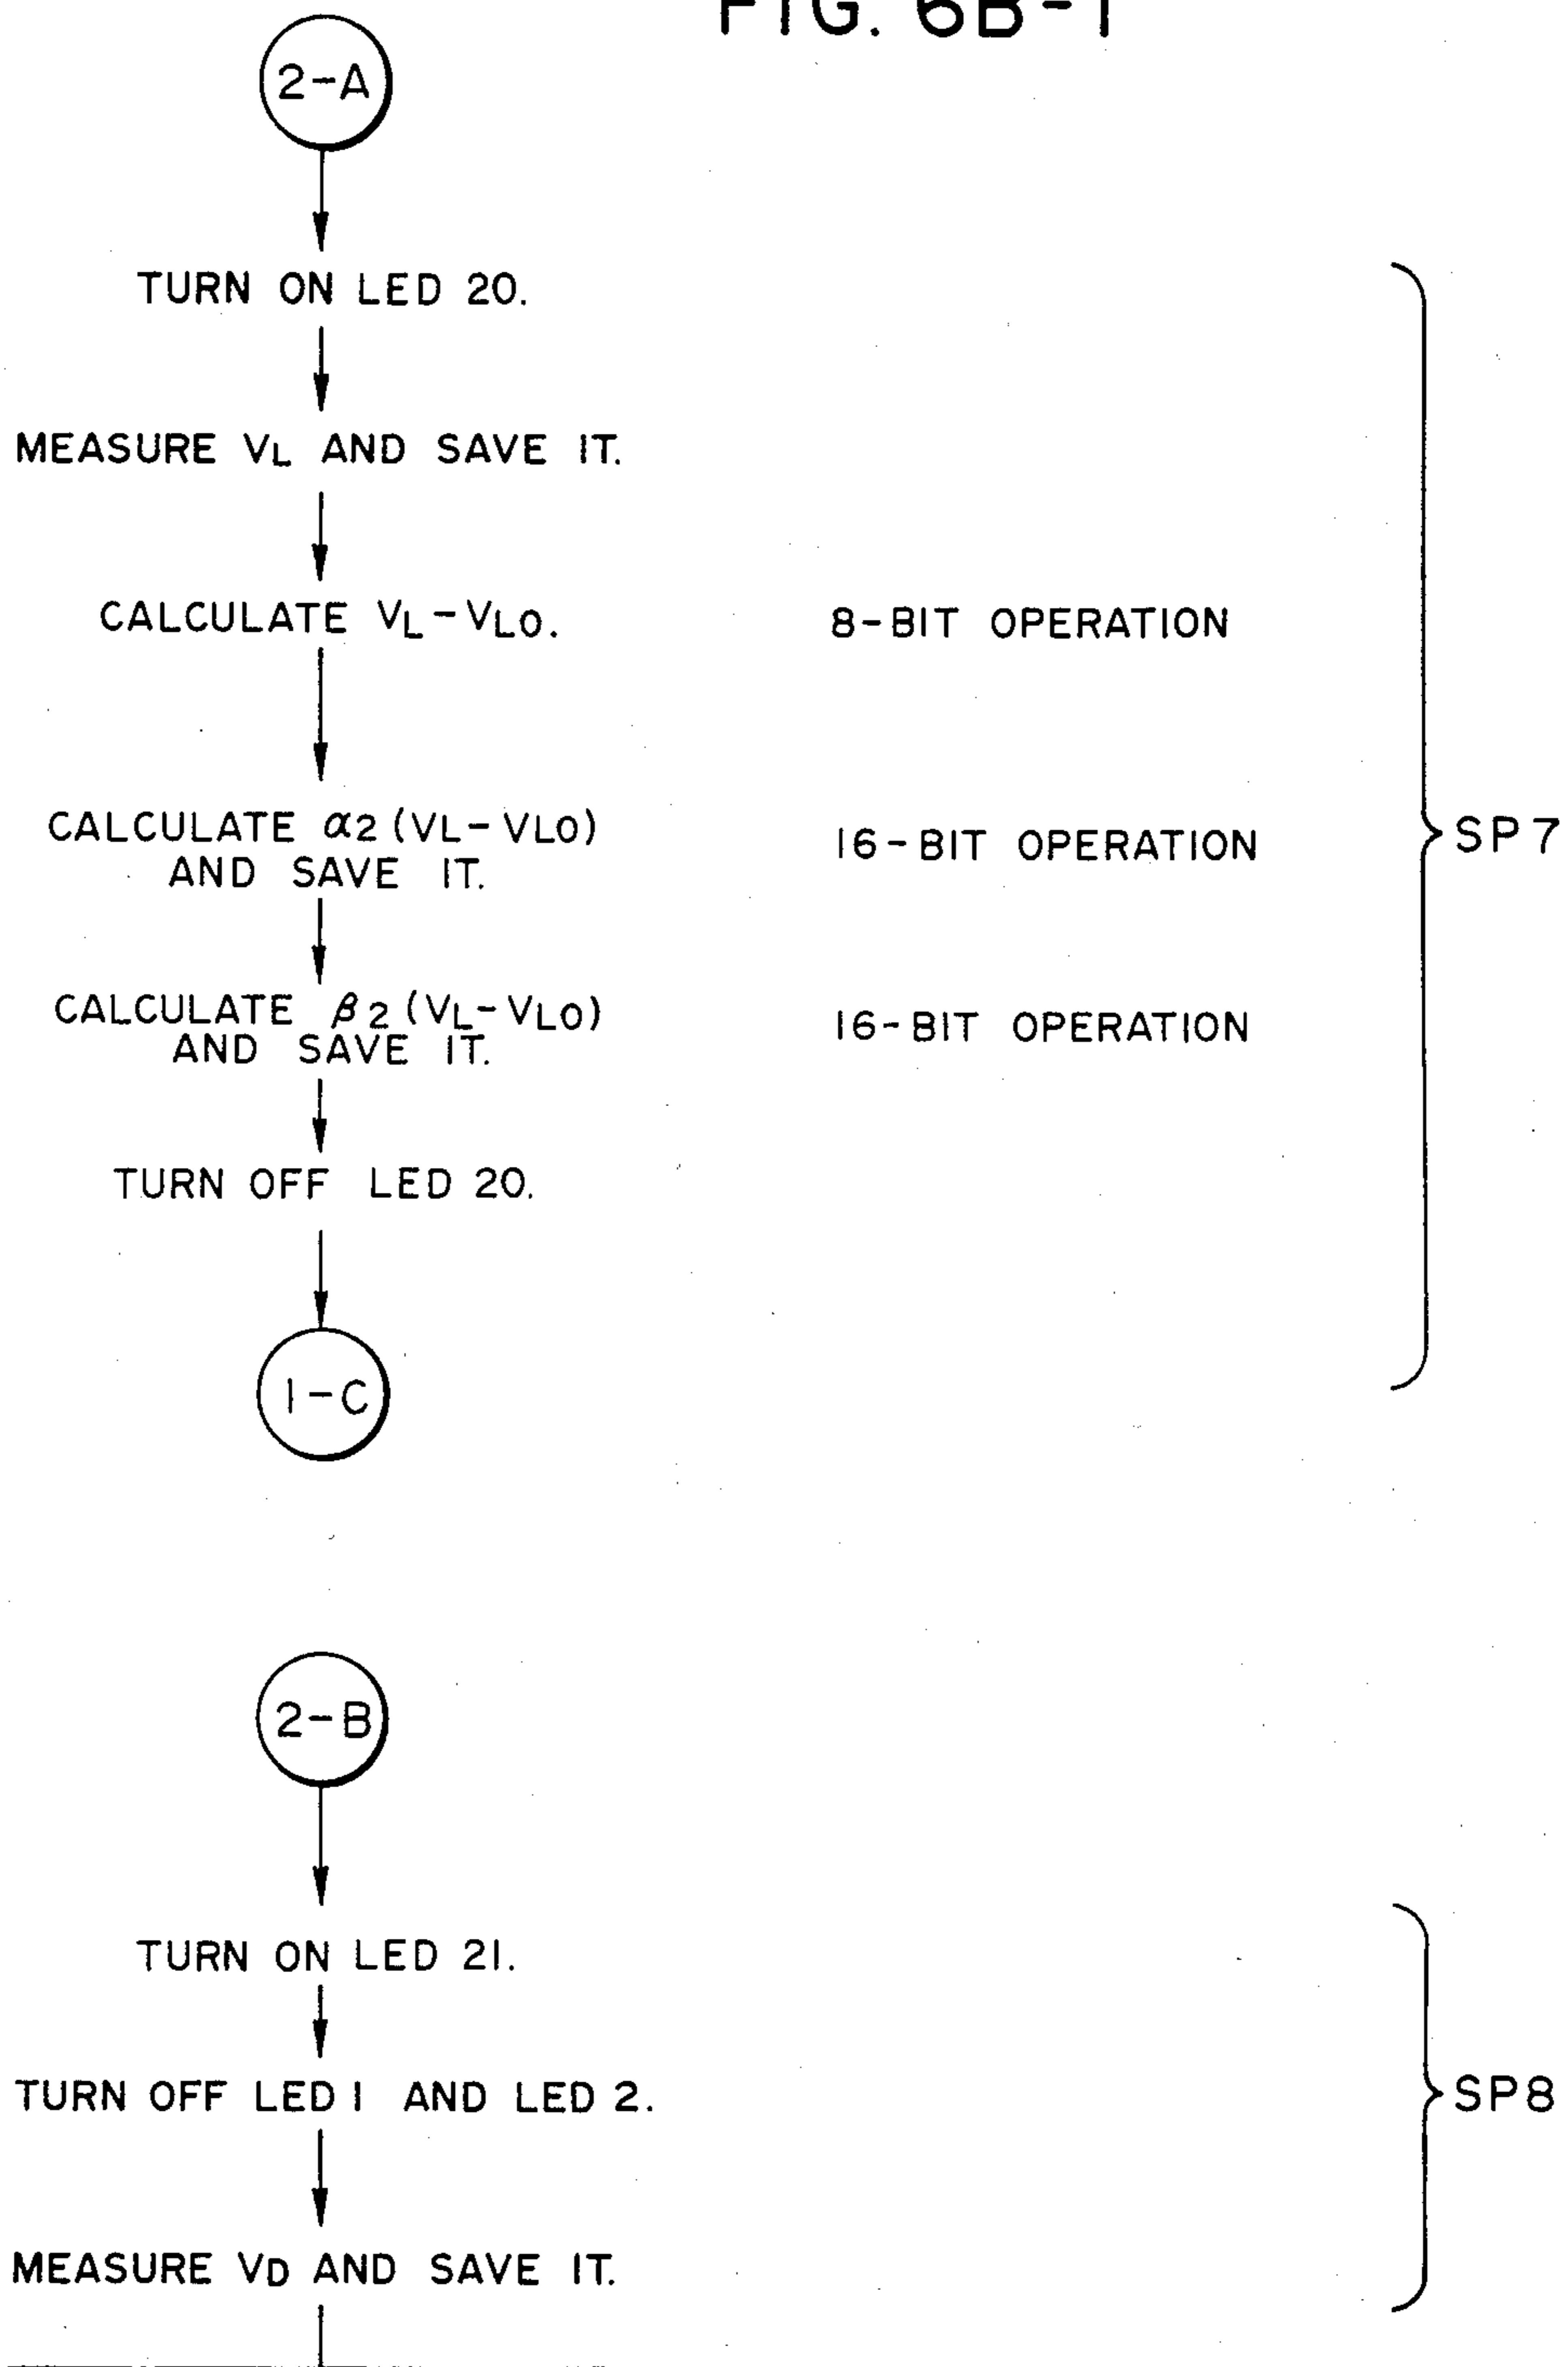 FIG. 6B-1
2-A
TURN ON LED 20.
MEASURE VL AND SAVE IT.
CALCULATE VL-VLO.
8-BIT OPERATION
CALCULATE α2(VL-VLO)
AND SAVE IT.
16-BIT OPERATION
SP7
CALCULATE β2(VL-VLO)
AND SAVE IT.
16-BIT OPERATION
TURN OFF LED 20.
1-C
2-B
TURN ON LED 21.
TURN OFF LED 1 AND LED 2.
SP8
MEASURE VD AND SAVE IT.